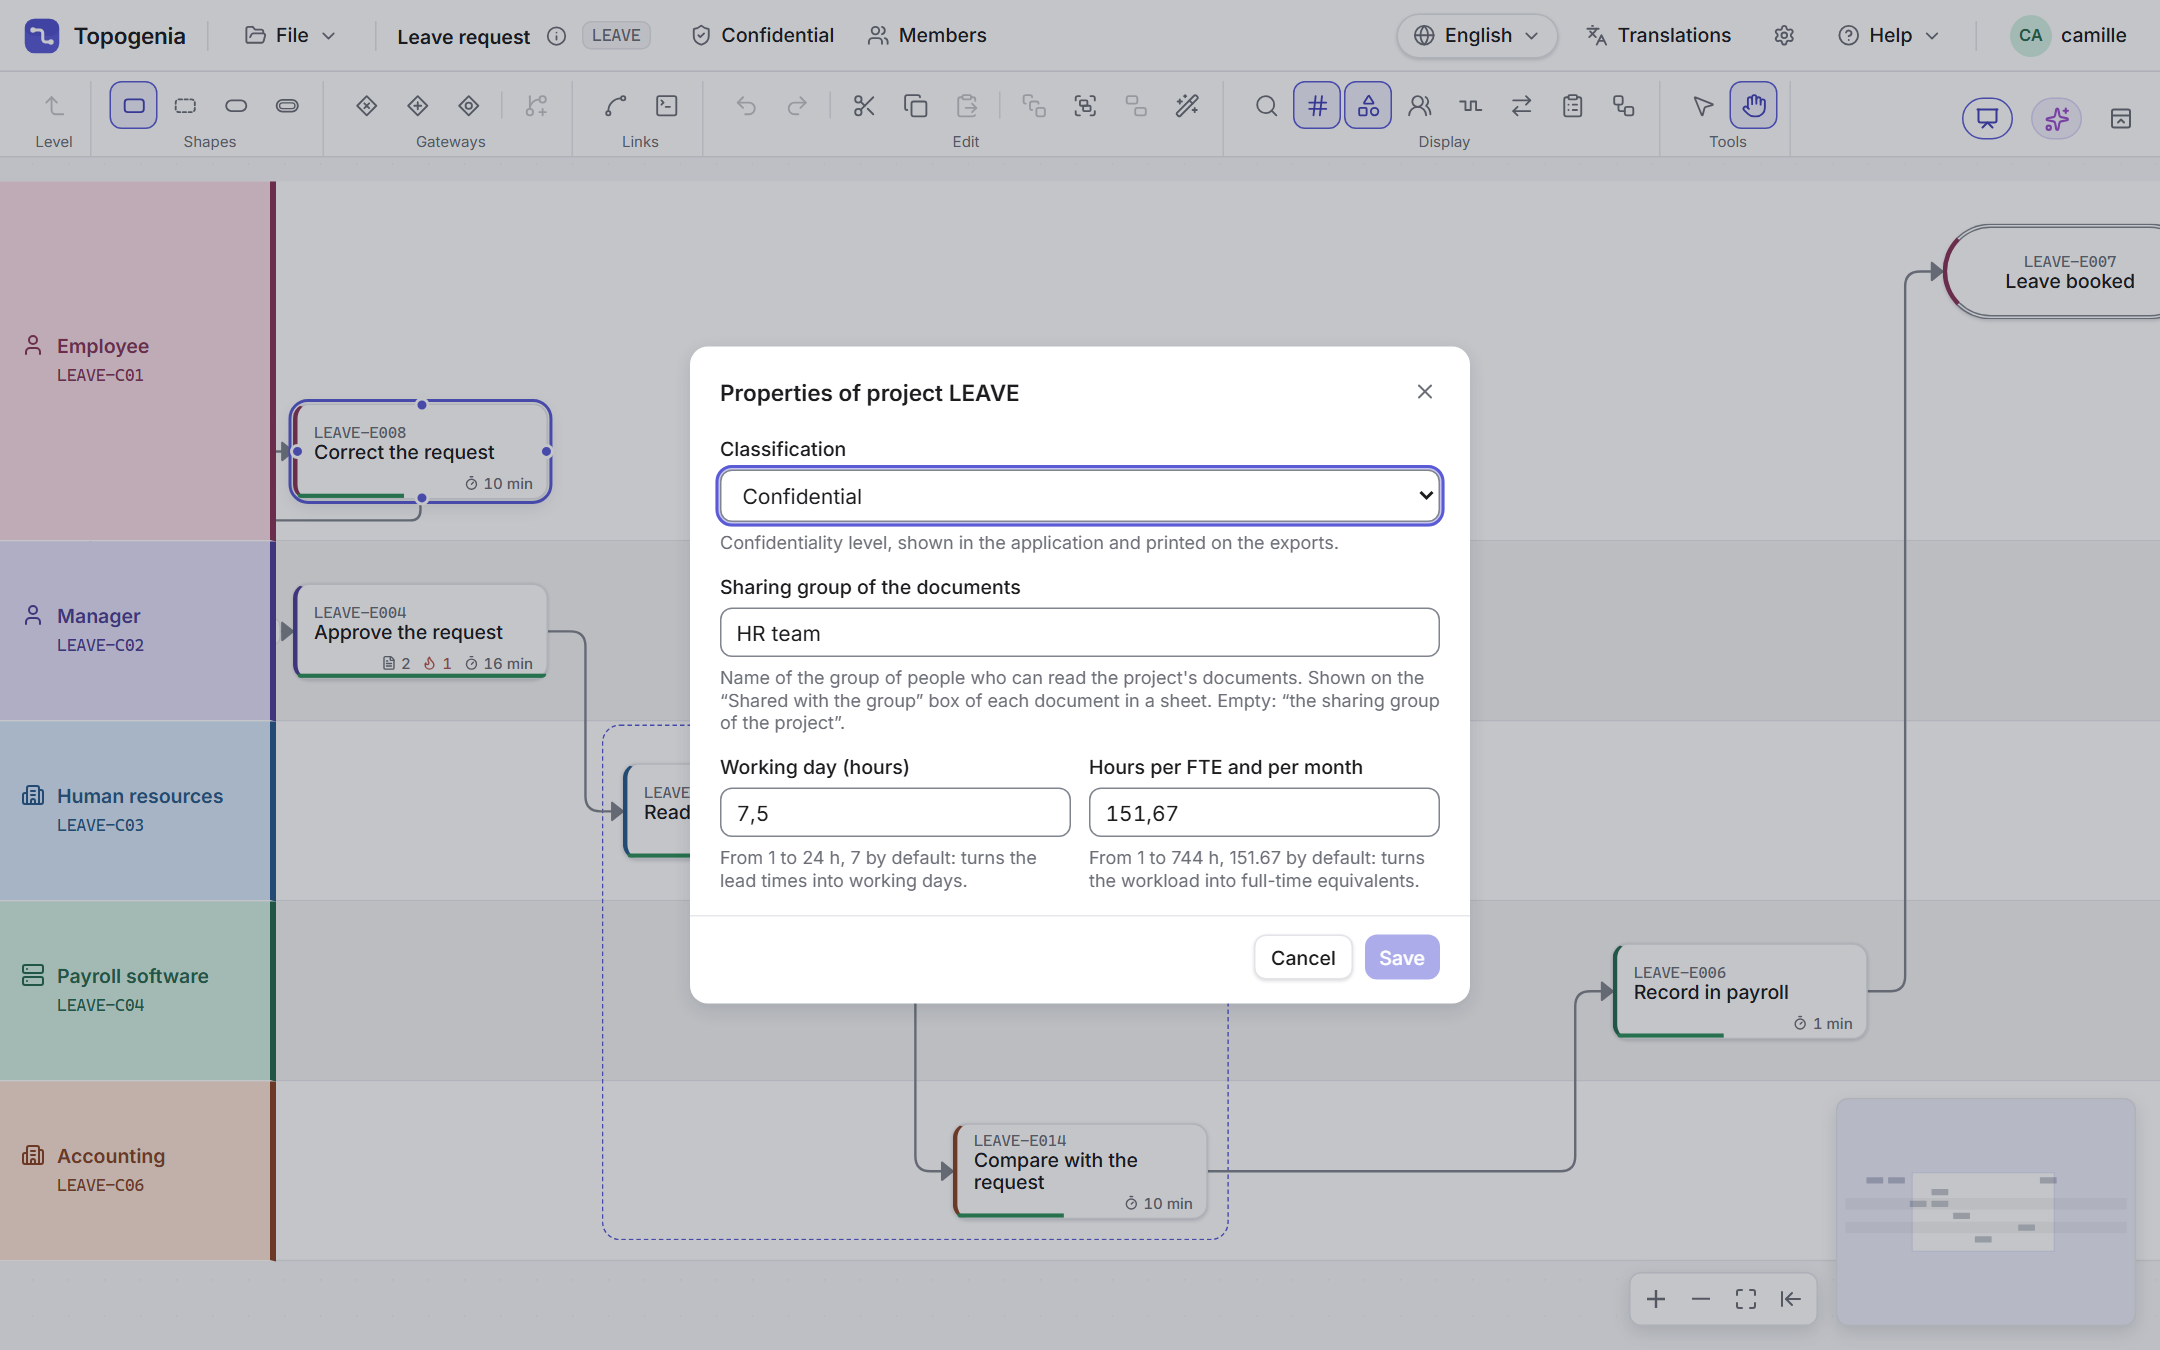 Topogenia
File
Leave request
LEAVE
Confidential
Members
English
Translations
Help
CA
camille
Level
Shapes
Gateways
Links
Edit
Display
Tools
Employee
LEAVE-C01
LEAVE-E008
Correct the request
10 min
LEAVE-E007
Leave booked
Manager
LEAVE-C02
LEAVE-E004
Approve the request
2
1
16 min
Human resources
LEAVE-C03
LEAVE
Read
Payroll software
LEAVE-C04
LEAVE-E006
Record in payroll
1 min
Accounting
LEAVE-C06
LEAVE-E014
Compare with the
request
10 min
Properties of project LEAVE
Classification
Confidential
Confidentiality level, shown in the application and printed on the exports.
Sharing group of the documents
HR team
Name of the group of people who can read the project's documents. Shown on the
“Shared with the group” box of each document in a sheet. Empty: “the sharing group
of the project”.
Working day (hours)
Hours per FTE and per month
7,5
151,67
From 1 to 24 h, 7 by default: turns the
lead times into working days.
From 1 to 744 h, 151.67 by default: turns
the workload into full-time equivalents.
Cancel
Save